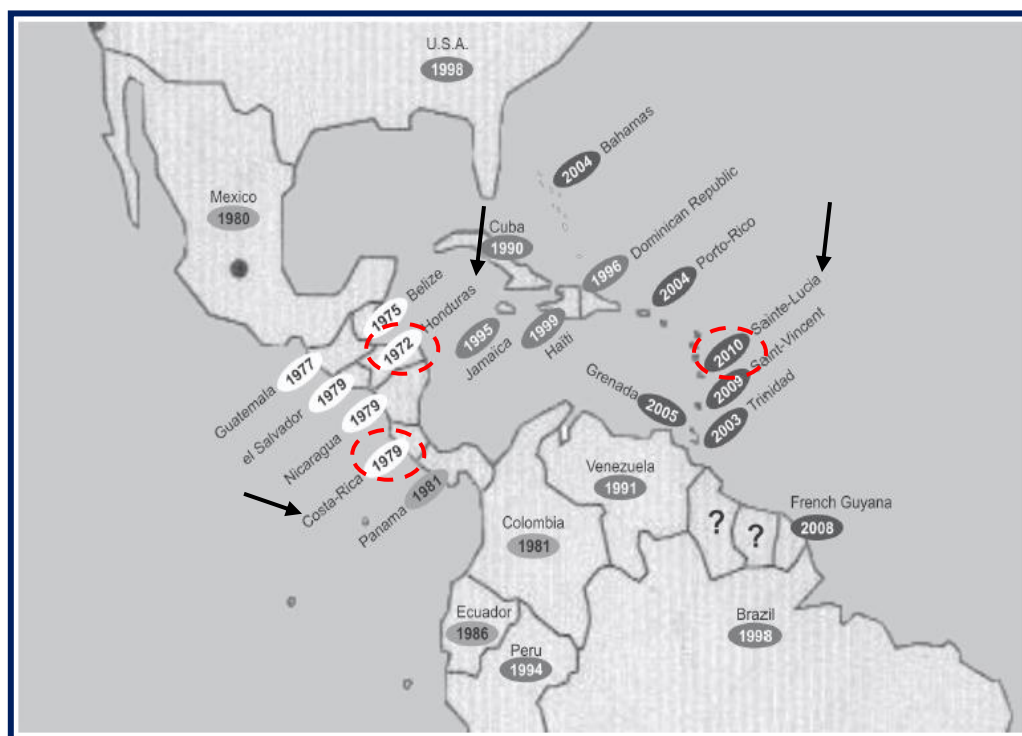 U.S.A.
1998
Bahamas
2004
Mexico
1980
Cuba
1990
Dominican Republic
1996
Porto-Rico
2004
Belize
1975
Honduras
1972
Jamaica
1995
Haïti
1999
Sainte-Lucia
2010
Saint-Vincent
2009
Trinidad
2003
Grenada
2005
Guatemala
1977
el Salvador
1979
Nicaragua
1979
Costa-Rica
1979
Panama
1981
Venezuela
1991
Colombia
1981
French Guyana
2008
?
?
Ecuador
1986
Peru
1994
Brazil
1998